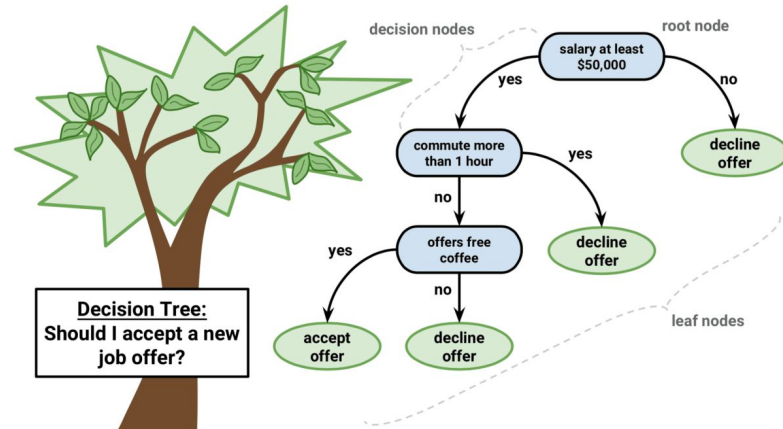 decision nodes
root node
salary at least
$50,000
yes
no
commute more
than 1 hour
yes
decline
offer
no
offers free
coffee
decline
offer
yes
no
Decision Tree:
Should I accept a new
job offer?
accept
offer
decline
offer
leaf nodes